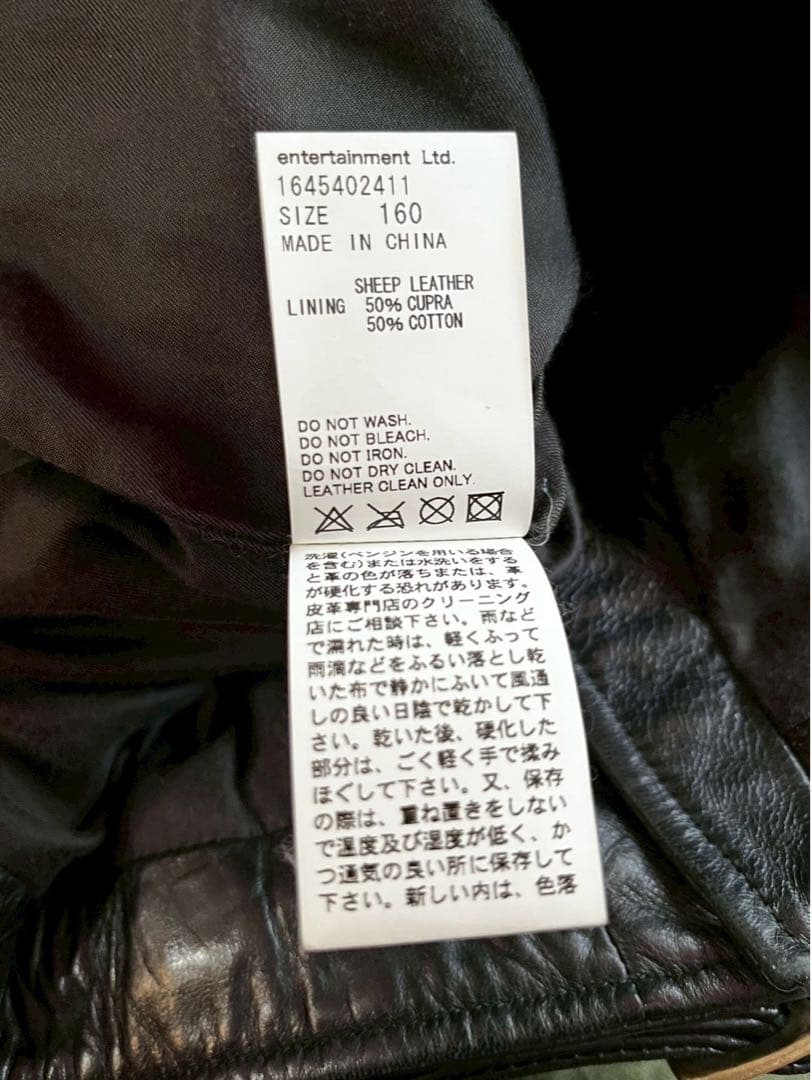 entertainment Ltd.
1645402411
SIZE 160
MADE IN CHINA
SHEEP LEATHER
LINING 50% CUPRA
50% COTTON
DO NOT WASH.
DO NOT BLEACH.
DO NOT IRON.
DO NOT DRY CLEAN.
LEATHER CLEAN ONLY.
洗濯(ベンジンを用いる場合
を含む)または水洗いをする
と革の色が落ちまたは、革
が硬化する恐れがあります。
皮革専門店のクリーニング
店にご相談下さい。雨など
で濡れた時は、軽くふって
雨滴などをふるい落とし乾
いた布で静かにふいて風通
しの良い日陰で乾かして下
さい。乾いた後、硬化した
部分は、ごく軽く手で揉み
ほぐして下さい。又、保存
の際は、重ね置きをしない
で温度及び湿度が低く、か
つ通気の良い所に保存して
下さい。新しい内は、色落